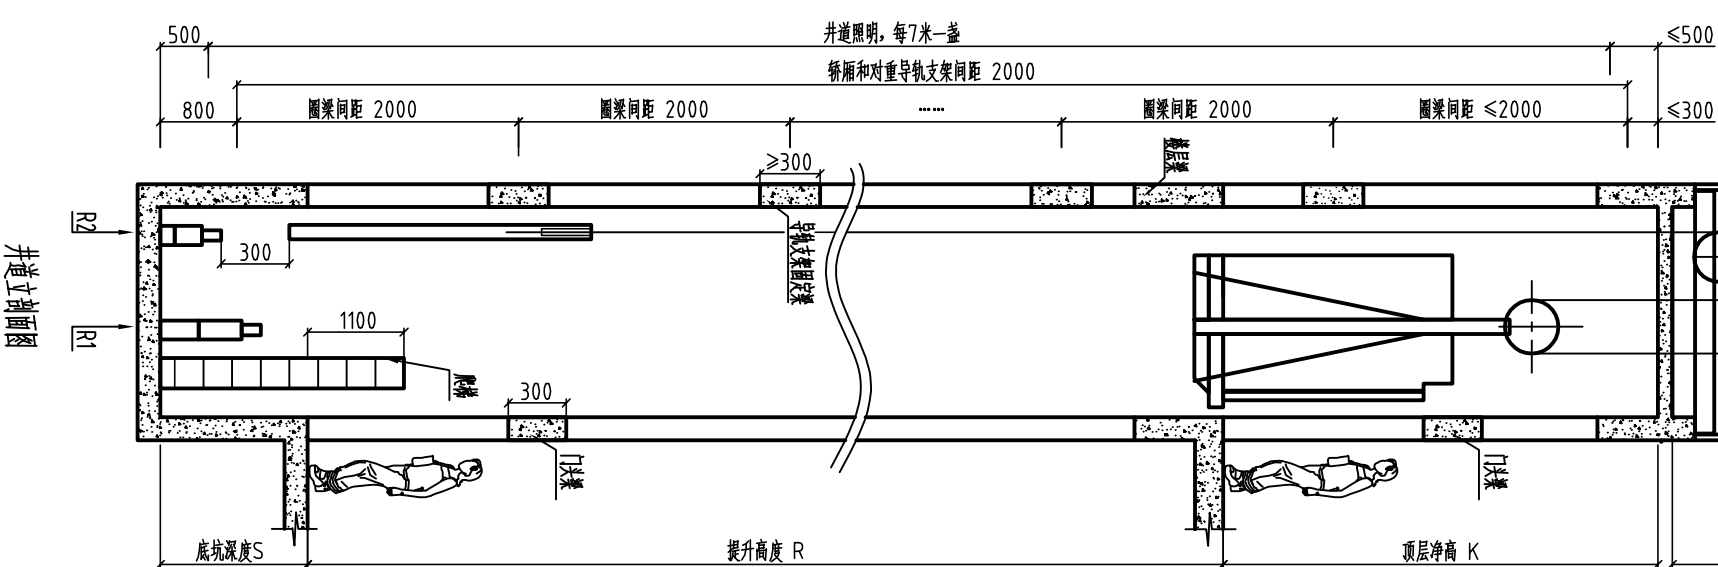 井道照明，每7米一盏
500
≤500
轿厢和对重导轨支架间距 2000
800
圈梁间距 2000
圈梁间距 2000
……
圈梁间距 2000
圈梁间距 ≤2000
≤300
≥300
楼层梁
R2
300
导轨支架固定梁
井道立剖面图
R1
1100
爬梯
300
门头梁
门头梁
底坑深度S
提升高度 R
顶层净高 K